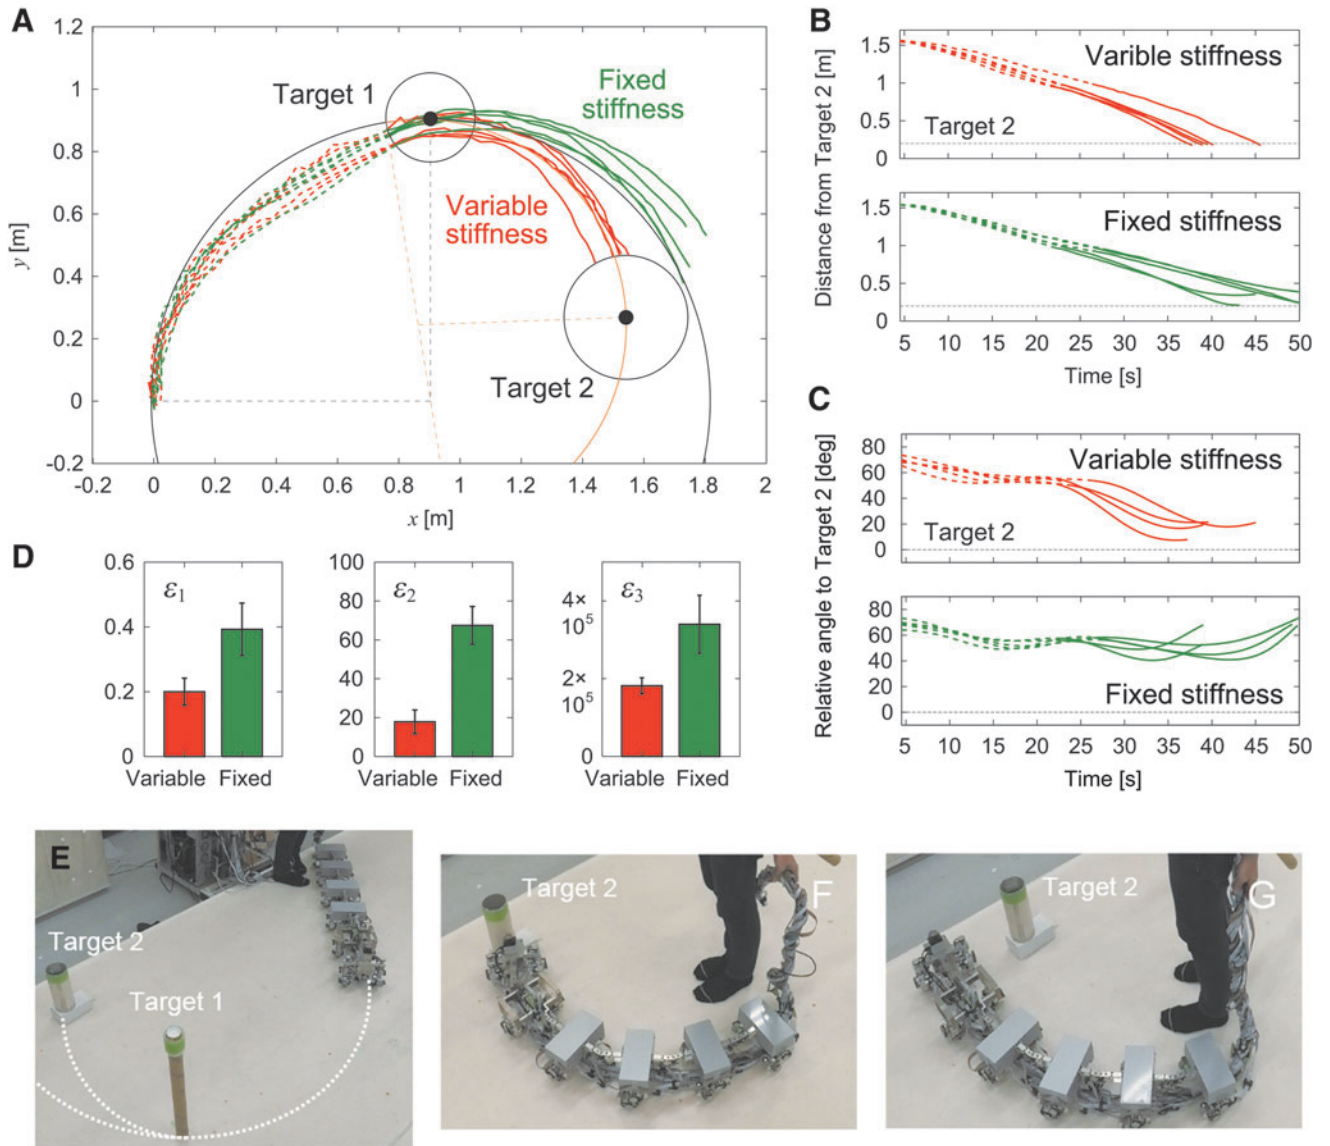 A
1.2
1
0.8
0.6
0.4
0.2
0
-0.2
y [m]
-0.2 0 0.2 0.4 0.6 0.8 1 1.2 1.4 1.6 1.8 2
x [m]
Target 1
Fixed
stiffness
Variable
stiffness
Target 2
B
Distance from Target 2 [m]
1.5
1
0.5
0
Varible stiffness
Target 2
1.5
1
0.5
0
Fixed stiffness
5 10 15 20 25 30 35 40 45 50
Time [s]
C
Relative angle to Target 2 [deg]
80
60
40
20
0
Variable stiffness
Target 2
80
60
40
20
0
Fixed stiffness
5 10 15 20 25 30 35 40 45 50
Time [s]
D
0.6
0.4
0.2
0
ε1
Variable Fixed
100
80
60
40
20
0
ε2
Variable Fixed
4×
10^5
2×
10^5
0
ε3
Variable Fixed
E
Target 2
Target 1
Target 2
F
Target 2
G